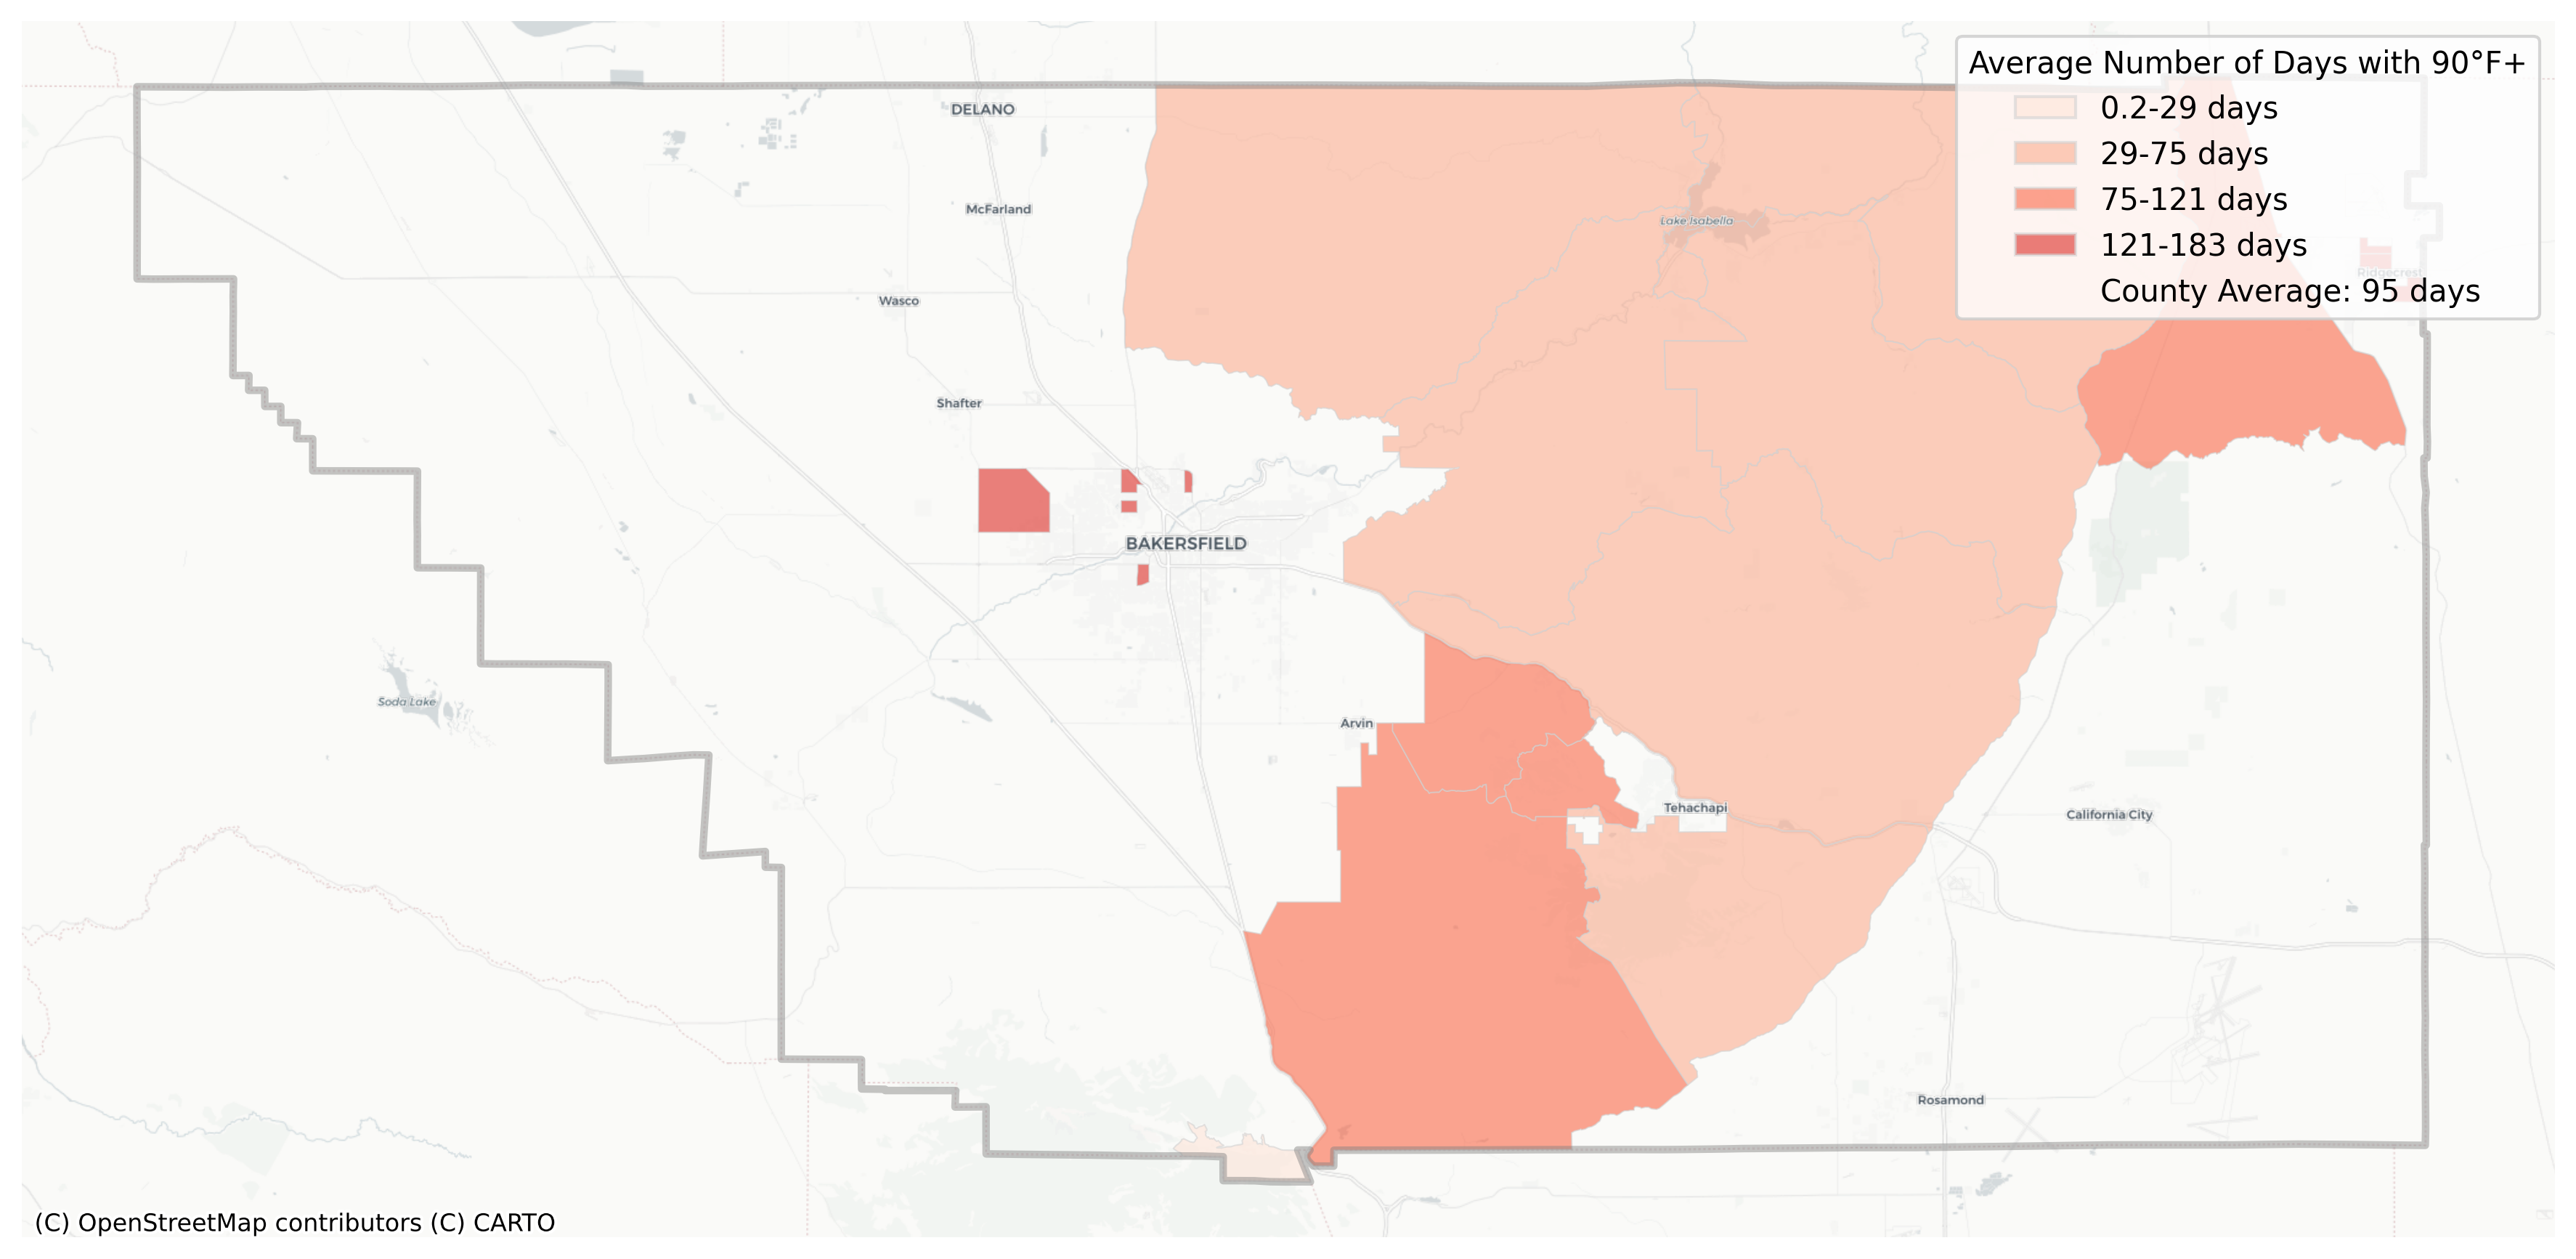 Average Number of Days with 90°F+
0.2-29 days
29-75 days
75-121 days
121-183 days
County Average: 95 days
DELANO
McFarland
Lake Isabella
Ridgecrest
Wasco
Shafter
BAKERSFIELD
Soda Lake
Arvin
Tehachapi
California City
Rosamond
(C) OpenStreetMap contributors (C) CARTO